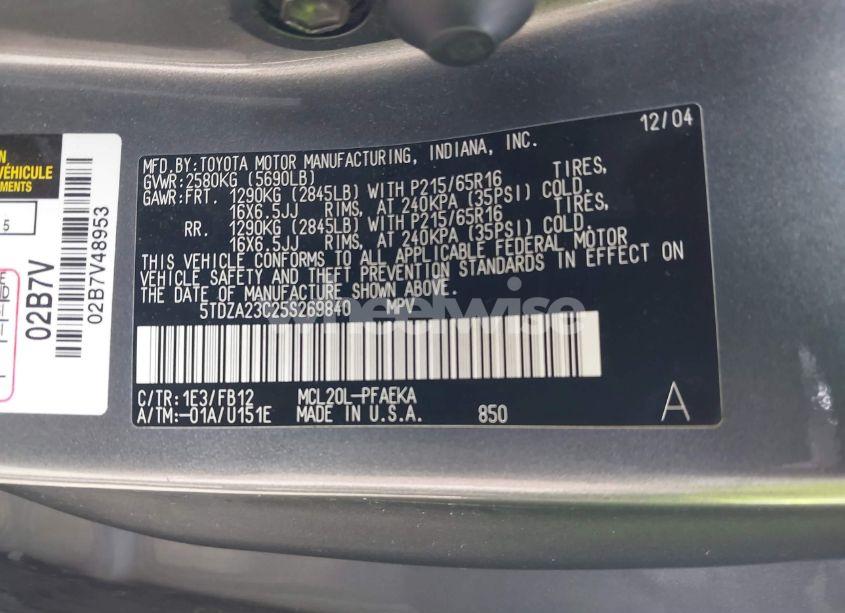 12/04
MFD.BY:TOYOTA MOTOR MANUFACTURING, INDIANA, INC.
GVWR:2580KG (5690LB)
GAWR:FRT. 1290KG (2845LB) WITH P215/65R16 TIRES,
16X6.5JJ RIMS, AT 240KPA (35PSI) COLD.
RR. 1290KG (2845LB) WITH P215/65R16 TIRES,
16X6.5JJ RIMS, AT 240KPA (35PSI) COLD.
THIS VEHICLE CONFORMS TO ALL APPLICABLE FEDERAL MOTOR
VEHICLE SAFETY AND THEFT PREVENTION STANDARDS IN EFFECT ON
THE DATE OF MANUFACTURE SHOWN ABOVE.
5TDZA23C25S269840 MPV
C/TR: 1E3/FB12 MCL20L-PFAEKA
A/TM:-01A/U151E MADE IN U.S.A. 850 A
VÉHICULE
5
02B7V
02B7V48953
wheelwise